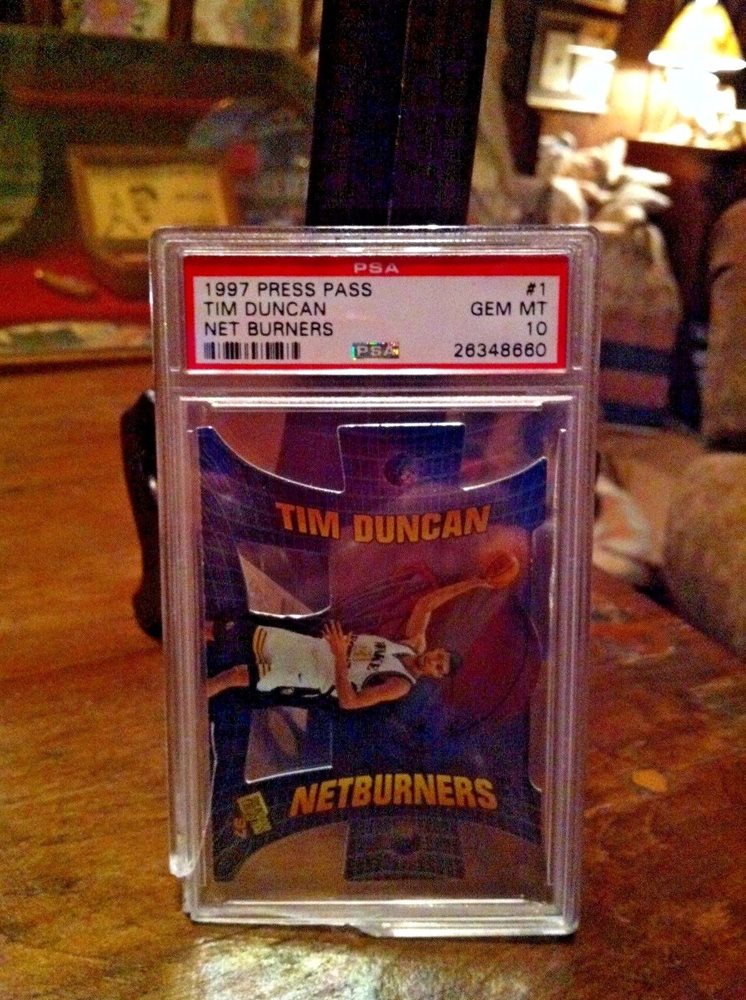 PSA
1997 PRESS PASS #1
TIM DUNCAN GEM MT
NET BURNERS 10
PSA 26348660
TIM DUNCAN
NETBURNERS